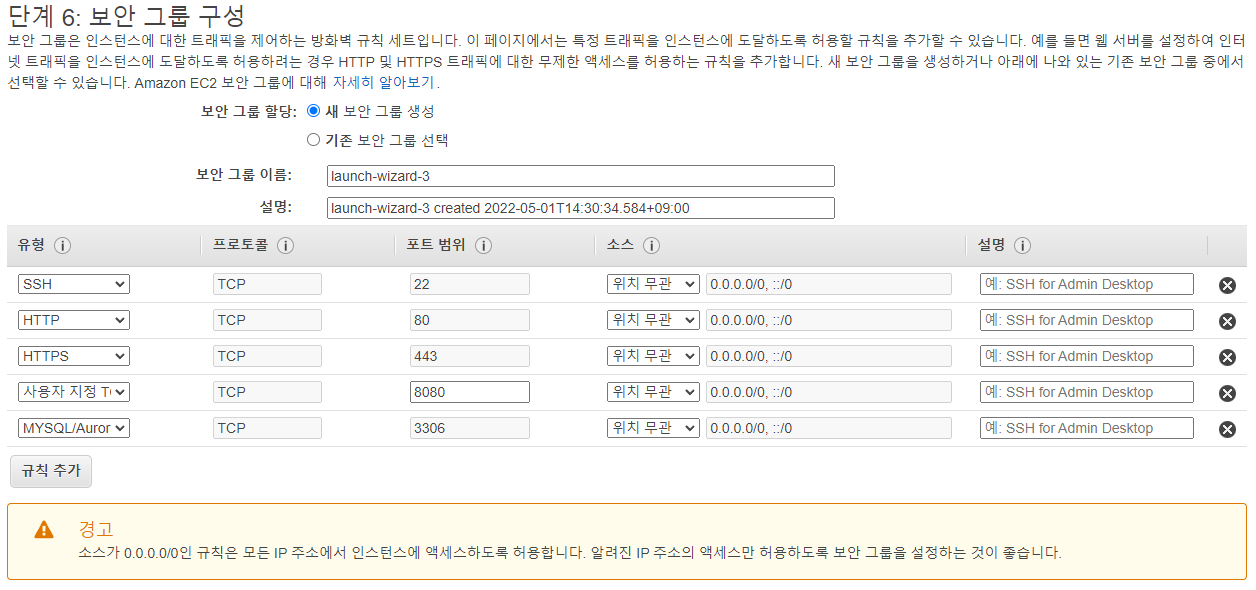 단계 6: 보안 그룹 구성
보안 그룹은 인스턴스에 대한 트래픽을 제어하는 방화벽 규칙 세트입니다. 이 페이지에서는 특정 트래픽을 인스턴스에 도달하도록 허용할 규칙을 추가할 수 있습니다. 예를 들면 웹 서버를 설정하여 인터
넷 트래픽을 인스턴스에 도달하도록 허용하려는 경우 HTTP 및 HTTPS 트래픽에 대한 무제한 액세스를 허용하는 규칙을 추가합니다. 새 보안 그룹을 생성하거나 아래에 나와 있는 기존 보안 그룹 중에서
선택할 수 있습니다. Amazon EC2 보안 그룹에 대해 자세히 알아보기.
보안 그룹 할당: 새 보안 그룹 생성
기존 보안 그룹 선택
보안 그룹 이름: launch-wizard-3
설명: launch-wizard-3 created 2022-05-01T14:30:34.584+09:00
유형 프로토콜 포트 범위 소스 설명
SSH TCP 22 위치 무관 0.0.0.0/0, ::/0 예: SSH for Admin Desktop
HTTP TCP 80 위치 무관 0.0.0.0/0, ::/0 예: SSH for Admin Desktop
HTTPS TCP 443 위치 무관 0.0.0.0/0, ::/0 예: SSH for Admin Desktop
사용자 지정 T TCP 8080 위치 무관 0.0.0.0/0, ::/0 예: SSH for Admin Desktop
MYSQL/Auror TCP 3306 위치 무관 0.0.0.0/0, ::/0 예: SSH for Admin Desktop
규칙 추가
경고
소스가 0.0.0.0/0인 규칙은 모든 IP 주소에서 인스턴스에 액세스하도록 허용합니다. 알려진 IP 주소의 액세스만 허용하도록 보안 그룹을 설정하는 것이 좋습니다.